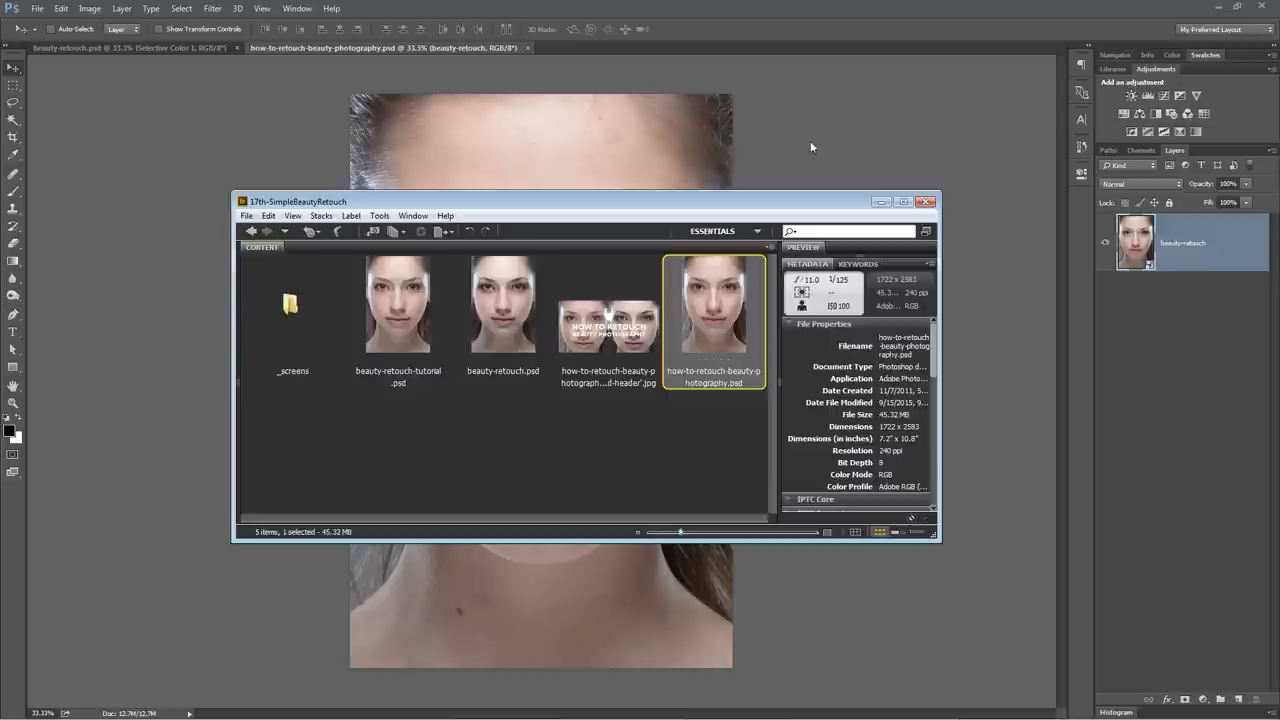 Ps File Edit Image Layer Type Select Filter 3D View Window Help
Auto-Select: Layer Show Transform Controls 3D Mode: My Preferred Layout
beauty-retouch.psd @ 33.3% (Selective Color 1, RGB/8*) × how-to-retouch-beauty-photography.psd @ 33.3% (beauty-retouch, RGB/8*) ×
Navigator Info Color Swatches
Libraries Adjustments
Add an adjustment
Paths Channels Layers
Kind
Normal Opacity: 100%
Lock: Fill: 100%
beauty-retouch
Br 17th-SimpleBeautyRetouch
File Edit View Stacks Label Tools Window Help
ESSENTIALS
CONTENT
PREVIEW
METADATA KEYWORDS
f/ 11.0 1/125
--
ISO 100
1722 x 2583
45.3... 240 ppi
Adob... RGB
HOW TO RETOUCH
BEAUTY PHOTOGRAPHY
_screens
beauty-retouch-tutorial
.psd
beauty-retouch.psd
how-to-retouch-beauty-p
hotograph...d-header'.jpg
how-to-retouch-beauty-p
hotography.psd
File Properties
Filename how-to-retouch
-beauty-photog
raphy.psd
Document Type Photoshop d...
Application Adobe Photo...
Date Created 11/7/2011, 5...
Date File Modified 9/15/2015, 9...
File Size 45.32 MB
Dimensions 1722 x 2583
Dimensions (in inches) 7.2" x 10.8"
Resolution 240 ppi
Bit Depth 8
Color Mode RGB
Color Profile Adobe RGB (...
IPTC Core
5 items, 1 selected - 45.32 MB
33.33% Doc: 12.7M/12.7M
Histogram